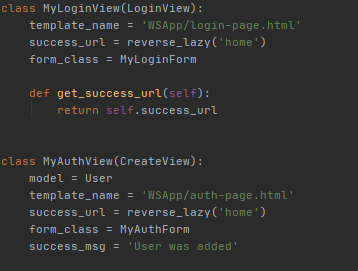 class MyLoginView(LoginView):
    template_name = 'WSApp/login-page.html'
    success_url = reverse_lazy('home')
    form_class = MyLoginForm

    def get_success_url(self):
        return self.success_url


class MyAuthView(CreateView):
    model = User
    template_name = 'WSApp/auth-page.html'
    success_url = reverse_lazy('home')
    form_class = MyAuthForm
    success_msg = 'User was added'